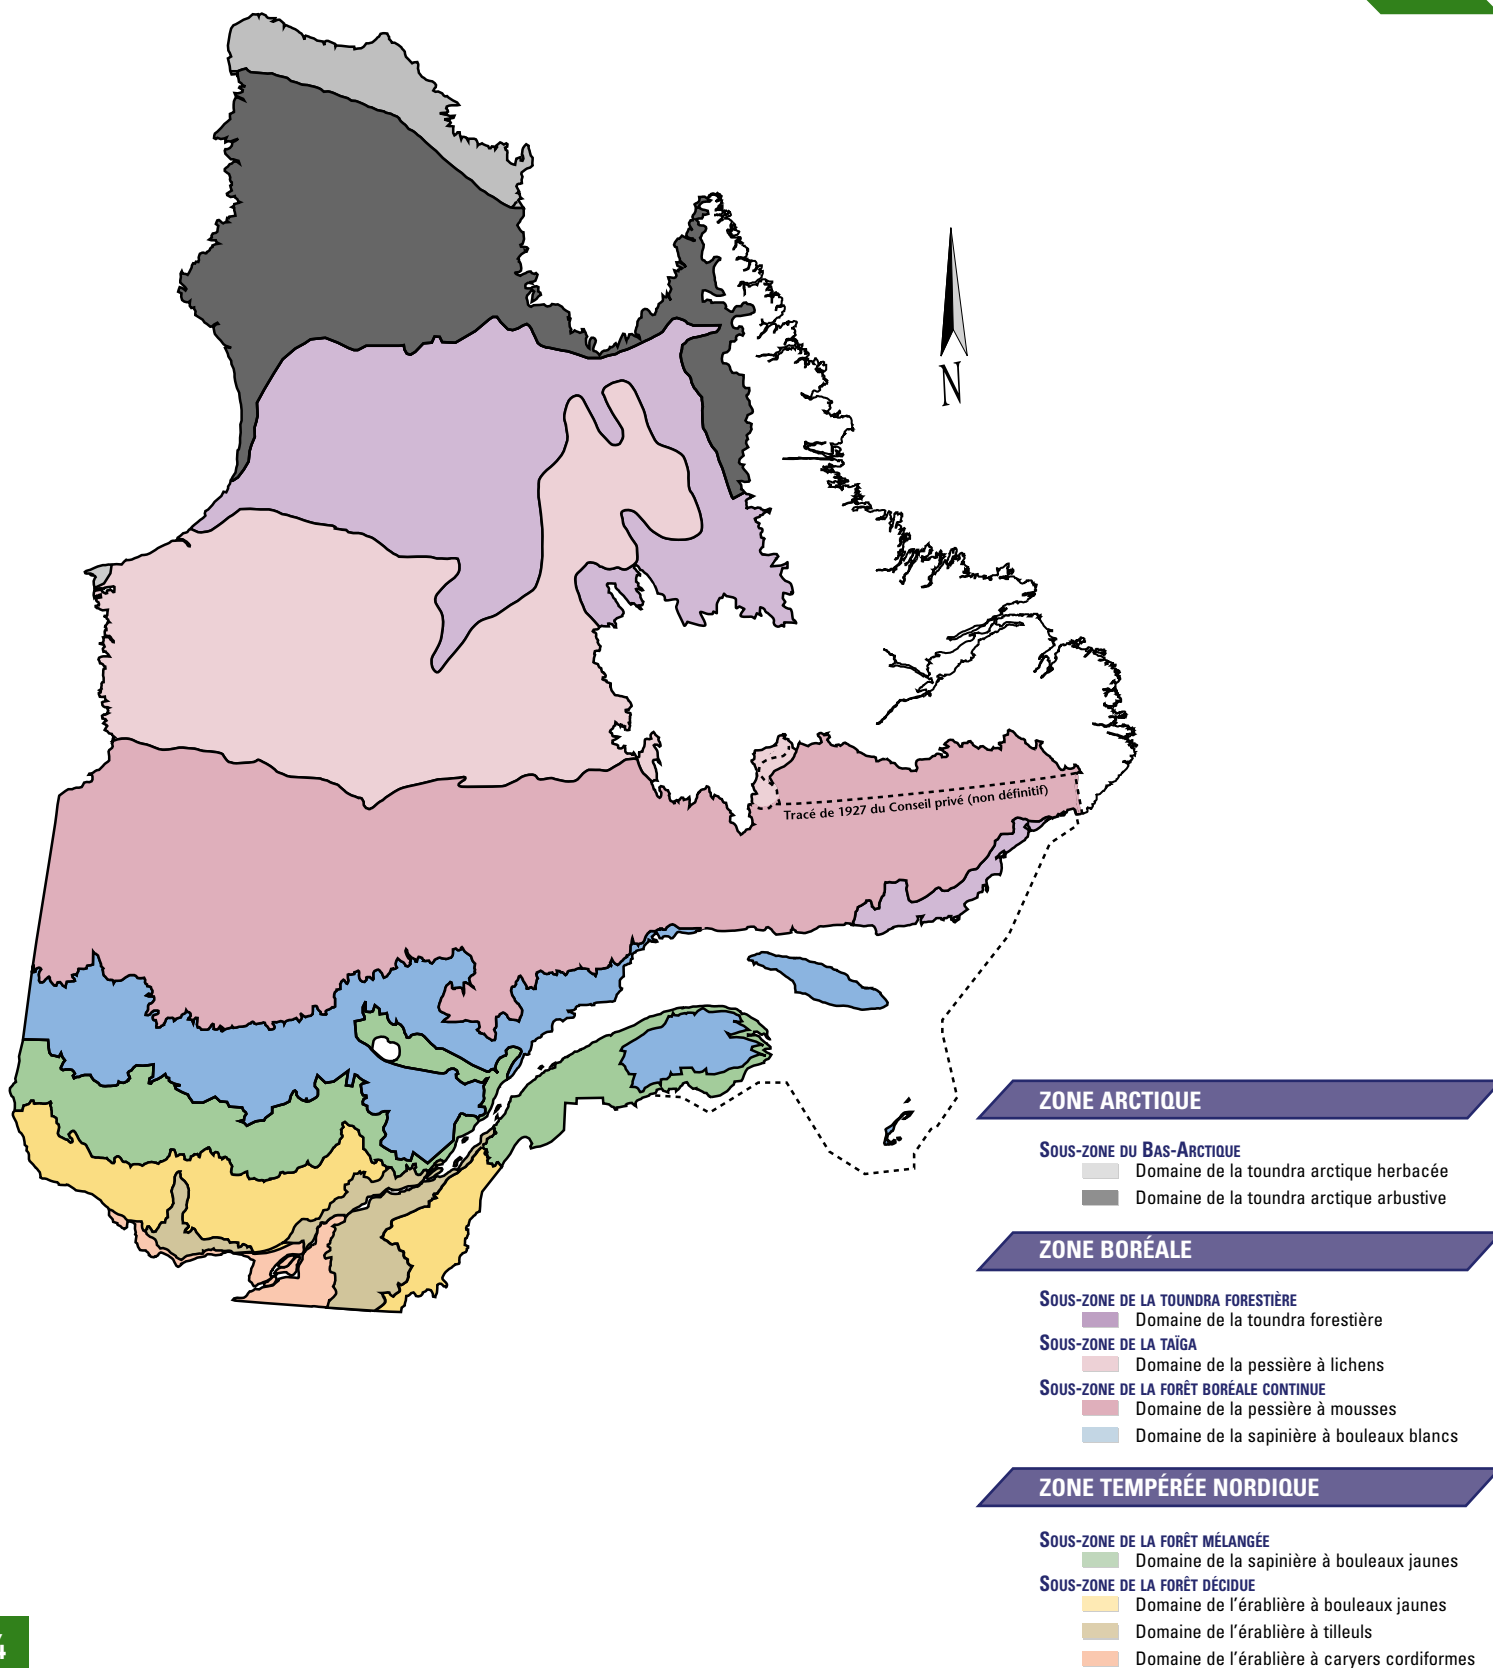 N
Tracé de 1927 du Conseil privé (non définitif)
ZONE ARCTIQUE
SOUS-ZONE DU BAS-ARCTIQUE
Domaine de la toundra arctique herbacée
Domaine de la toundra arctique arbustive
ZONE BORÉALE
SOUS-ZONE DE LA TOUNDRA FORESTIÈRE
Domaine de la toundra forestière
SOUS-ZONE DE LA TAÏGA
Domaine de la pessière à lichens
SOUS-ZONE DE LA FORÊT BORÉALE CONTINUE
Domaine de la pessière à mousses
Domaine de la sapinière à bouleaux blancs
ZONE TEMPÉRÉE NORDIQUE
SOUS-ZONE DE LA FORÊT MÉLANGÉE
Domaine de la sapinière à bouleaux jaunes
SOUS-ZONE DE LA FORÊT DÉCIDUE
Domaine de l'érablière à bouleaux jaunes
Domaine de l'érablière à tilleuls
Domaine de l'érablière à caryers cordiformes